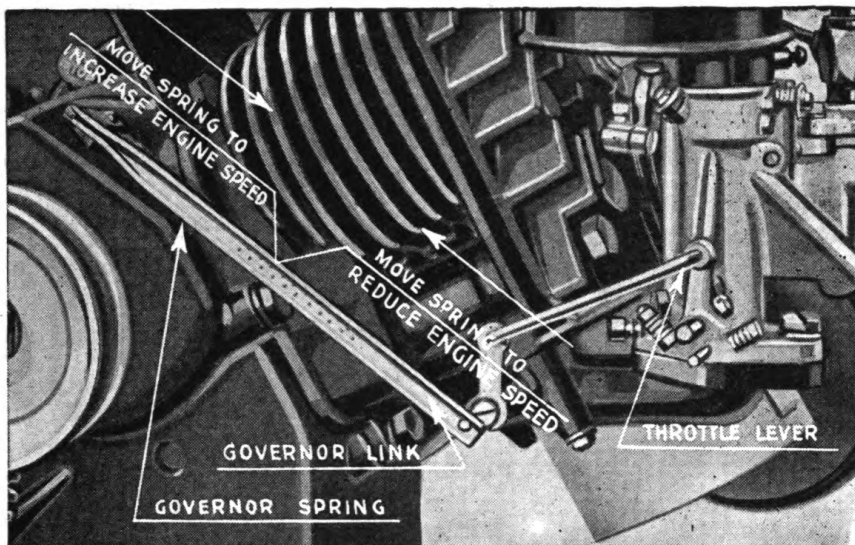 MOVE SPRING TO
INCREASE ENGINE SPEED
MOVE SPRING TO
REDUCE ENGINE SPEED
THROTTLE LEVER
GOVERNOR LINK
GOVERNOR SPRING